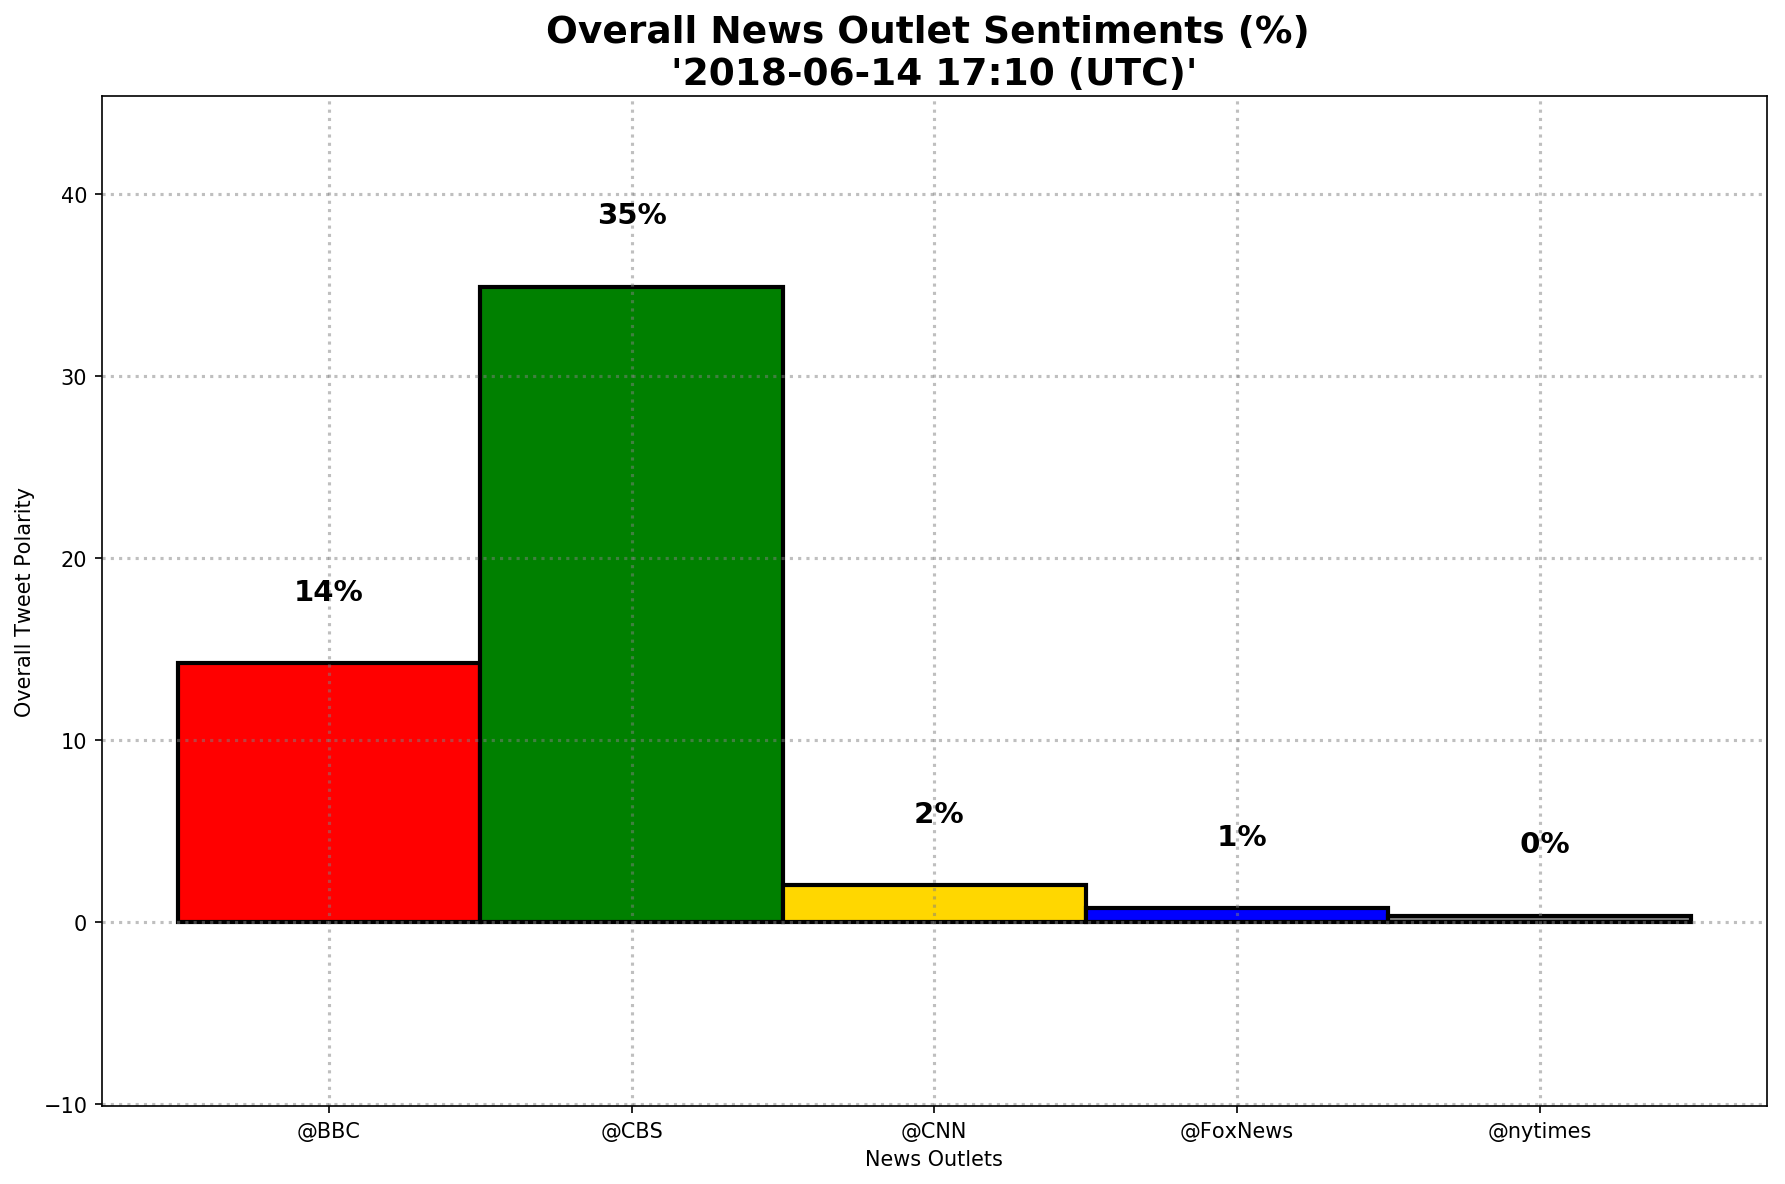 Overall News Outlet Sentiments (%)
'2018-06-14 17:10 (UTC)'
Overall Tweet Polarity
40
30
20
10
0
−10
14%
35%
2%
1%
0%
@BBC
@CBS
@CNN
@FoxNews
@nytimes
News Outlets